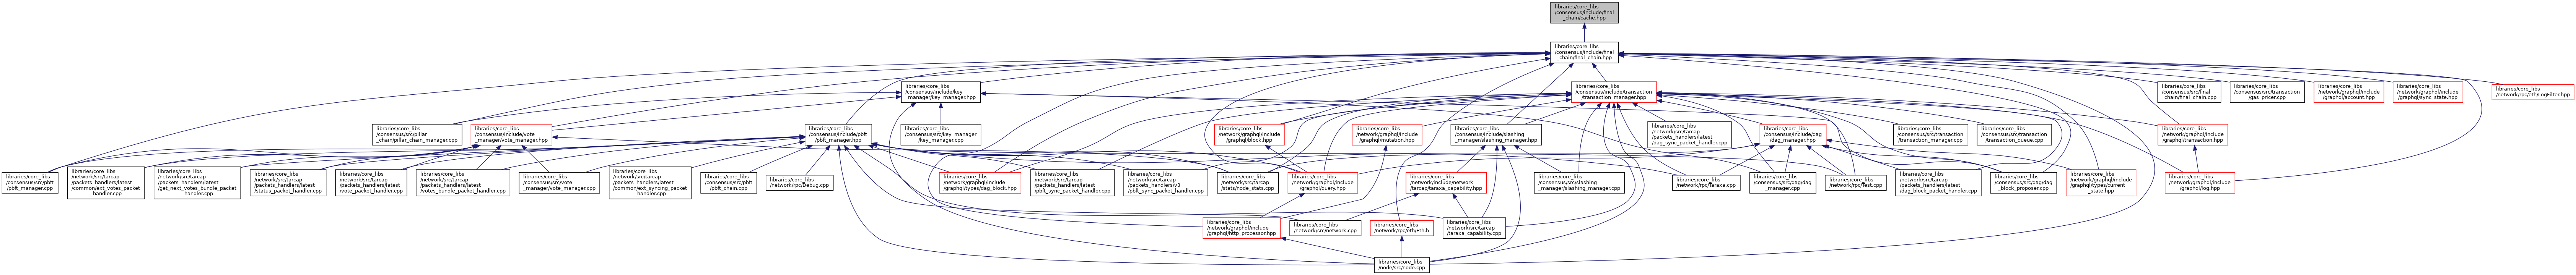 libraries/core_libs
/consensus/include/final
_chain/cache.hpp
libraries/core_libs
/consensus/include/final
_chain/final_chain.hpp
libraries/core_libs
/consensus/include/key
_manager/key_manager.hpp
libraries/core_libs
/consensus/include/transaction
/transaction_manager.hpp
libraries/core_libs
/consensus/src/final
_chain/final_chain.cpp
libraries/core_libs
/consensus/src/transaction
/gas_pricer.cpp
libraries/core_libs
/network/graphql/include
/graphql/account.hpp
libraries/core_libs
/network/graphql/include
/graphql/sync_state.hpp
libraries/core_libs
/network/rpc/eth/LogFilter.hpp
libraries/core_libs
/consensus/src/pillar
_chain/pillar_chain_manager.cpp
libraries/core_libs
/consensus/include/vote
_manager/vote_manager.hpp
libraries/core_libs
/consensus/include/pbft
/pbft_manager.hpp
libraries/core_libs
/consensus/src/key_manager
/key_manager.cpp
libraries/core_libs
/network/graphql/include
/graphql/block.hpp
libraries/core_libs
/network/graphql/include
/graphql/mutation.hpp
libraries/core_libs
/consensus/include/slashing
_manager/slashing_manager.hpp
libraries/core_libs
/network/src/tarcap
/packets_handlers/latest
/dag_sync_packet_handler.cpp
libraries/core_libs
/consensus/include/dag
/dag_manager.hpp
libraries/core_libs
/consensus/src/transaction
/transaction_manager.cpp
libraries/core_libs
/consensus/src/transaction
/transaction_queue.cpp
libraries/core_libs
/network/graphql/include
/graphql/transaction.hpp
libraries/core_libs
/consensus/src/pbft
/pbft_manager.cpp
libraries/core_libs
/network/src/tarcap
/packets_handlers/latest
/common/ext_votes_packet
_handler.cpp
libraries/core_libs
/network/src/tarcap
/packets_handlers/latest
/get_next_votes_bundle_packet
_handler.cpp
libraries/core_libs
/network/src/tarcap
/packets_handlers/latest
/status_packet_handler.cpp
libraries/core_libs
/network/src/tarcap
/packets_handlers/latest
/vote_packet_handler.cpp
libraries/core_libs
/network/src/tarcap
/packets_handlers/latest
/votes_bundle_packet_handler.cpp
libraries/core_libs
/consensus/src/vote
_manager/vote_manager.cpp
libraries/core_libs
/network/src/tarcap
/packets_handlers/latest
/common/ext_syncing_packet
_handler.cpp
libraries/core_libs
/consensus/src/pbft
/pbft_chain.cpp
libraries/core_libs
/network/rpc/Debug.cpp
libraries/core_libs
/network/graphql/include
/graphql/types/dag_block.hpp
libraries/core_libs
/network/src/tarcap
/packets_handlers/latest
/pbft_sync_packet_handler.cpp
libraries/core_libs
/network/src/tarcap
/packets_handlers/v3
/pbft_sync_packet_handler.cpp
libraries/core_libs
/network/src/tarcap
/stats/node_stats.cpp
libraries/core_libs
/network/graphql/include
/graphql/query.hpp
libraries/core_libs
/network/include/network
/tarcap/taraxa_capability.hpp
libraries/core_libs
/consensus/src/slashing
_manager/slashing_manager.cpp
libraries/core_libs
/network/rpc/Taraxa.cpp
libraries/core_libs
/consensus/src/dag/dag
_manager.cpp
libraries/core_libs
/network/rpc/Test.cpp
libraries/core_libs
/network/src/tarcap
/packets_handlers/latest
/dag_block_packet_handler.cpp
libraries/core_libs
/consensus/src/dag/dag
_block_proposer.cpp
libraries/core_libs
/network/graphql/include
/graphql/types/current
_state.hpp
libraries/core_libs
/network/graphql/include
/graphql/log.hpp
libraries/core_libs
/network/graphql/include
/graphql/http_processor.hpp
libraries/core_libs
/network/src/network.cpp
libraries/core_libs
/network/rpc/eth/Eth.h
libraries/core_libs
/network/src/tarcap
/taraxa_capability.cpp
libraries/core_libs
/node/src/node.cpp